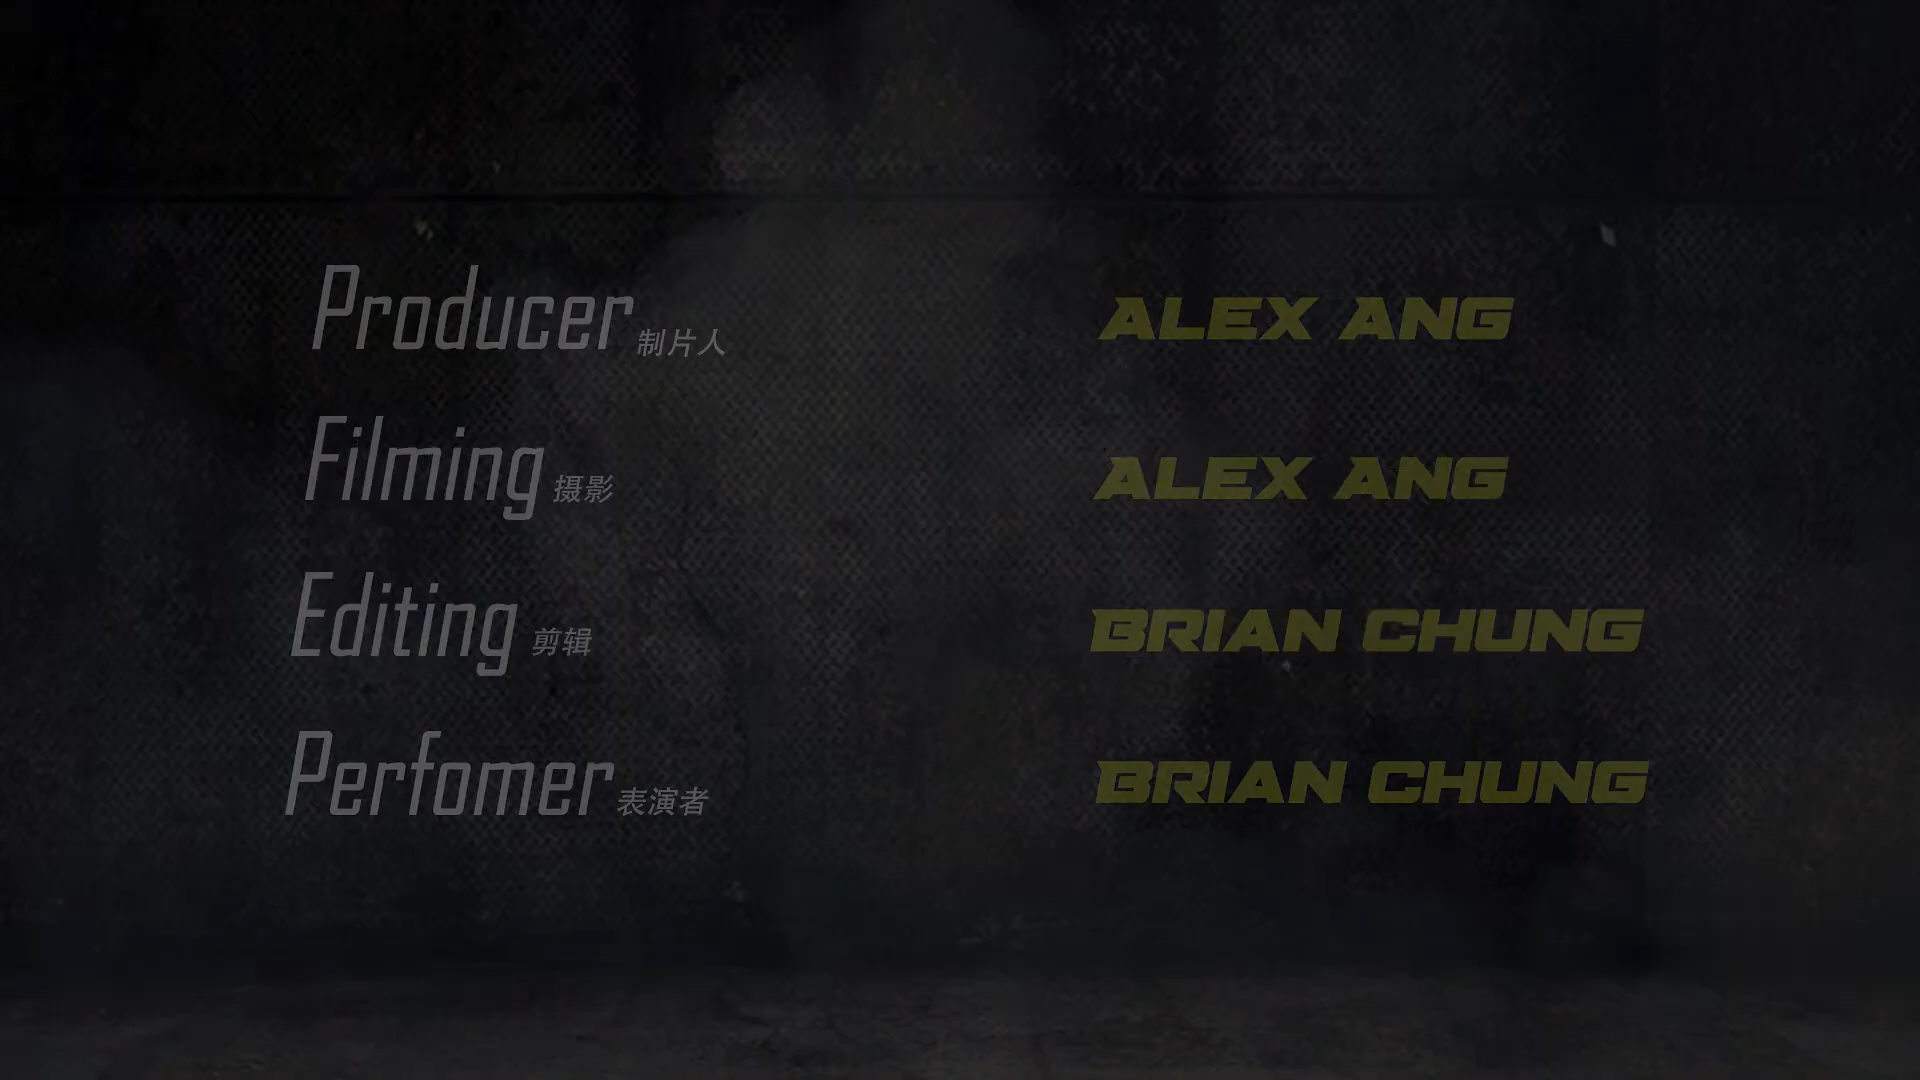 Producer 制片人 ALEX ANG
Filming 摄影 ALEX ANG
Editing 剪辑 BRIAN CHUNG
Perfomer 表演者 BRIAN CHUNG